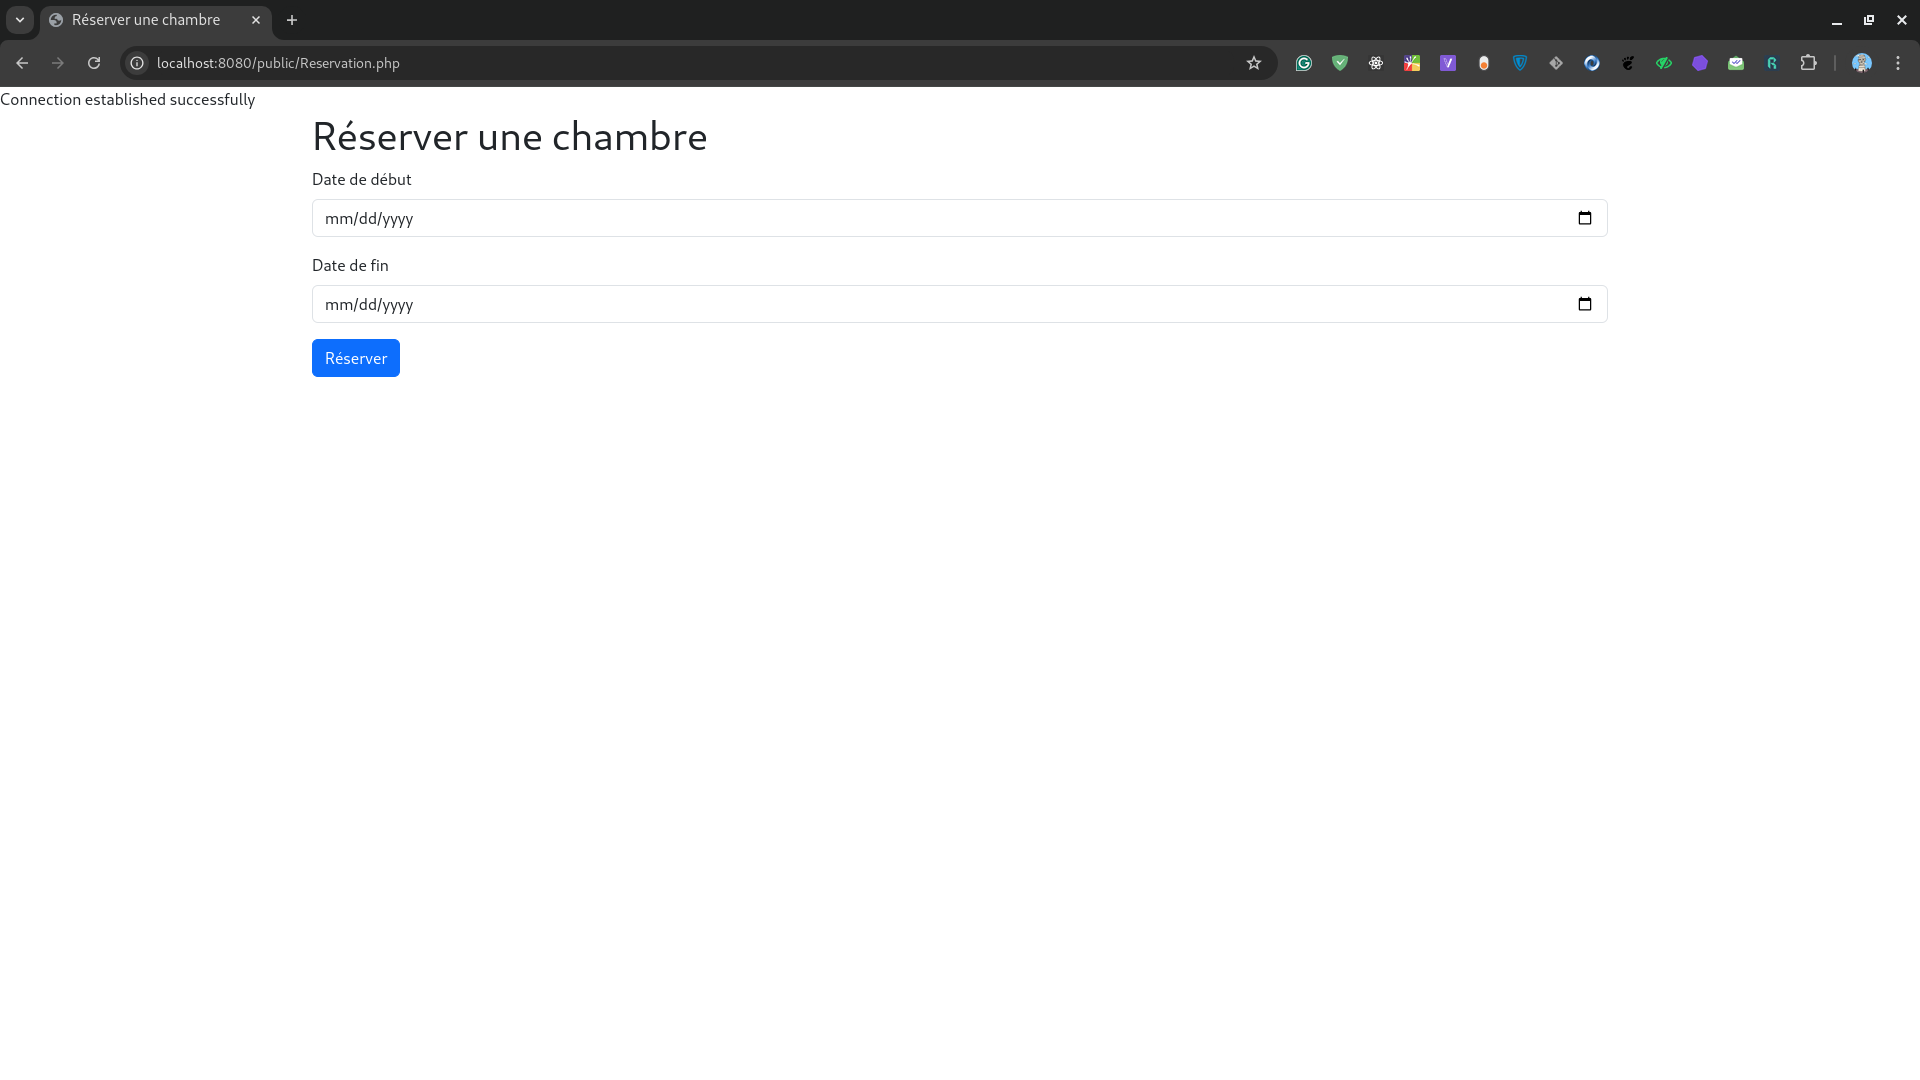 Réserver une chambre
localhost:8080/public/Reservation.php
Connection established successfully
Réserver une chambre
Date de début
mm/dd/yyyy
Date de fin
mm/dd/yyyy
Réserver